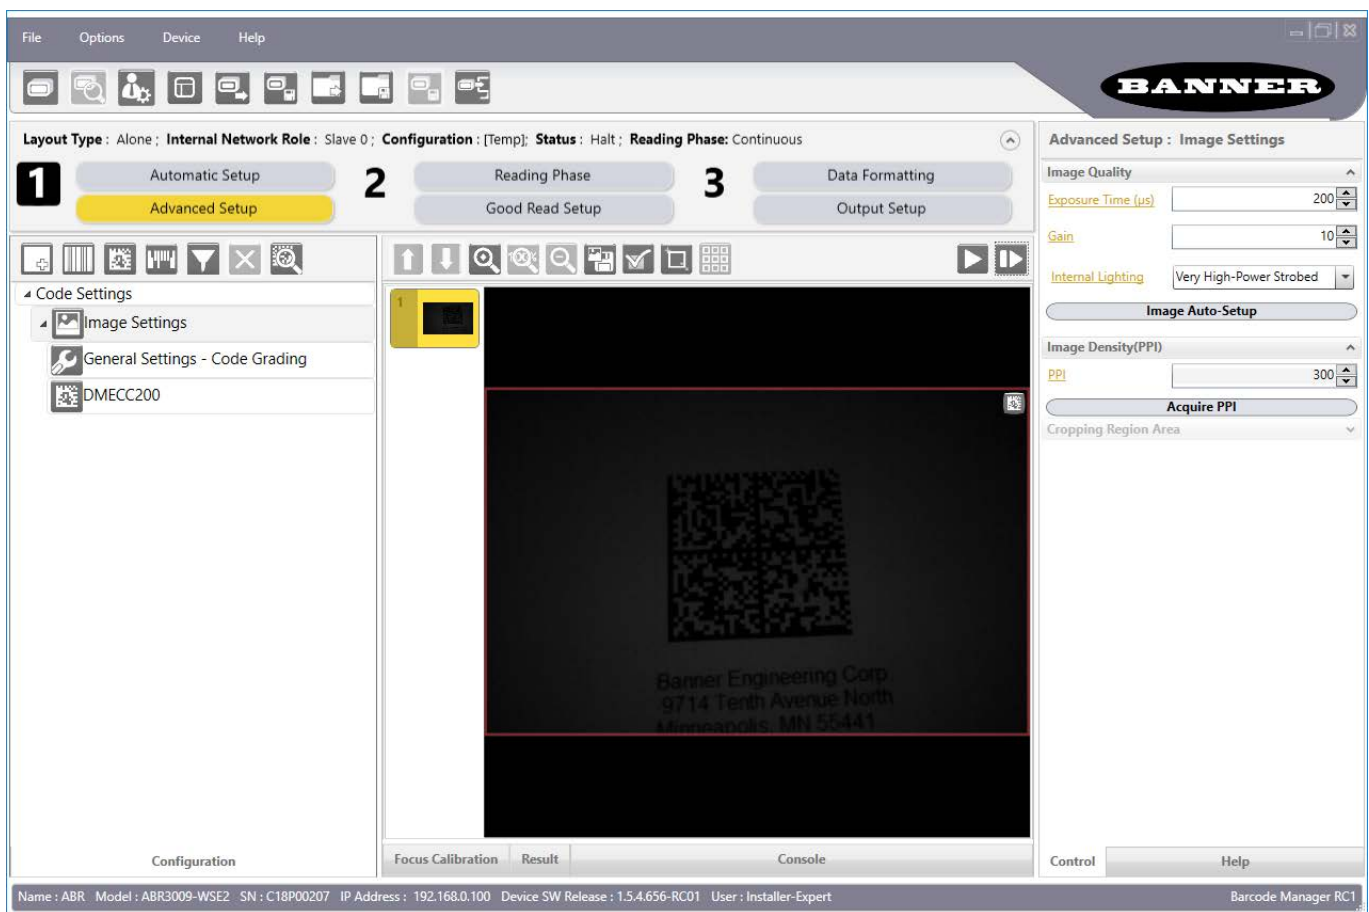 File Options Device Help
BANNER
Layout Type : Alone ; Internal Network Role : Slave 0 ; Configuration : [Temp]; Status : Halt ; Reading Phase: Continuous
1 Automatic Setup 2 Reading Phase 3 Data Formatting
Advanced Setup Good Read Setup Output Setup
Code Settings
Image Settings
General Settings - Code Grading
DMECC200
Configuration
1
Banner Engineering Corp
9714 Tenth Avenue North
Minneapolis, MN 55441
Focus Calibration Result Console
Advanced Setup : Image Settings
Image Quality
Exposure Time (µs) 200
Gain 10
Internal Lighting Very High-Power Strobed
Image Auto-Setup
Image Density(PPI)
PPI 300
Acquire PPI
Cropping Region Area
Control Help
Name : ABR Model : ABR3009-WSE2 SN : C18P00207 IP Address : 192.168.0.100 Device SW Release : 1.5.4.656-RC01 User : Installer-Expert Barcode Manager RC1